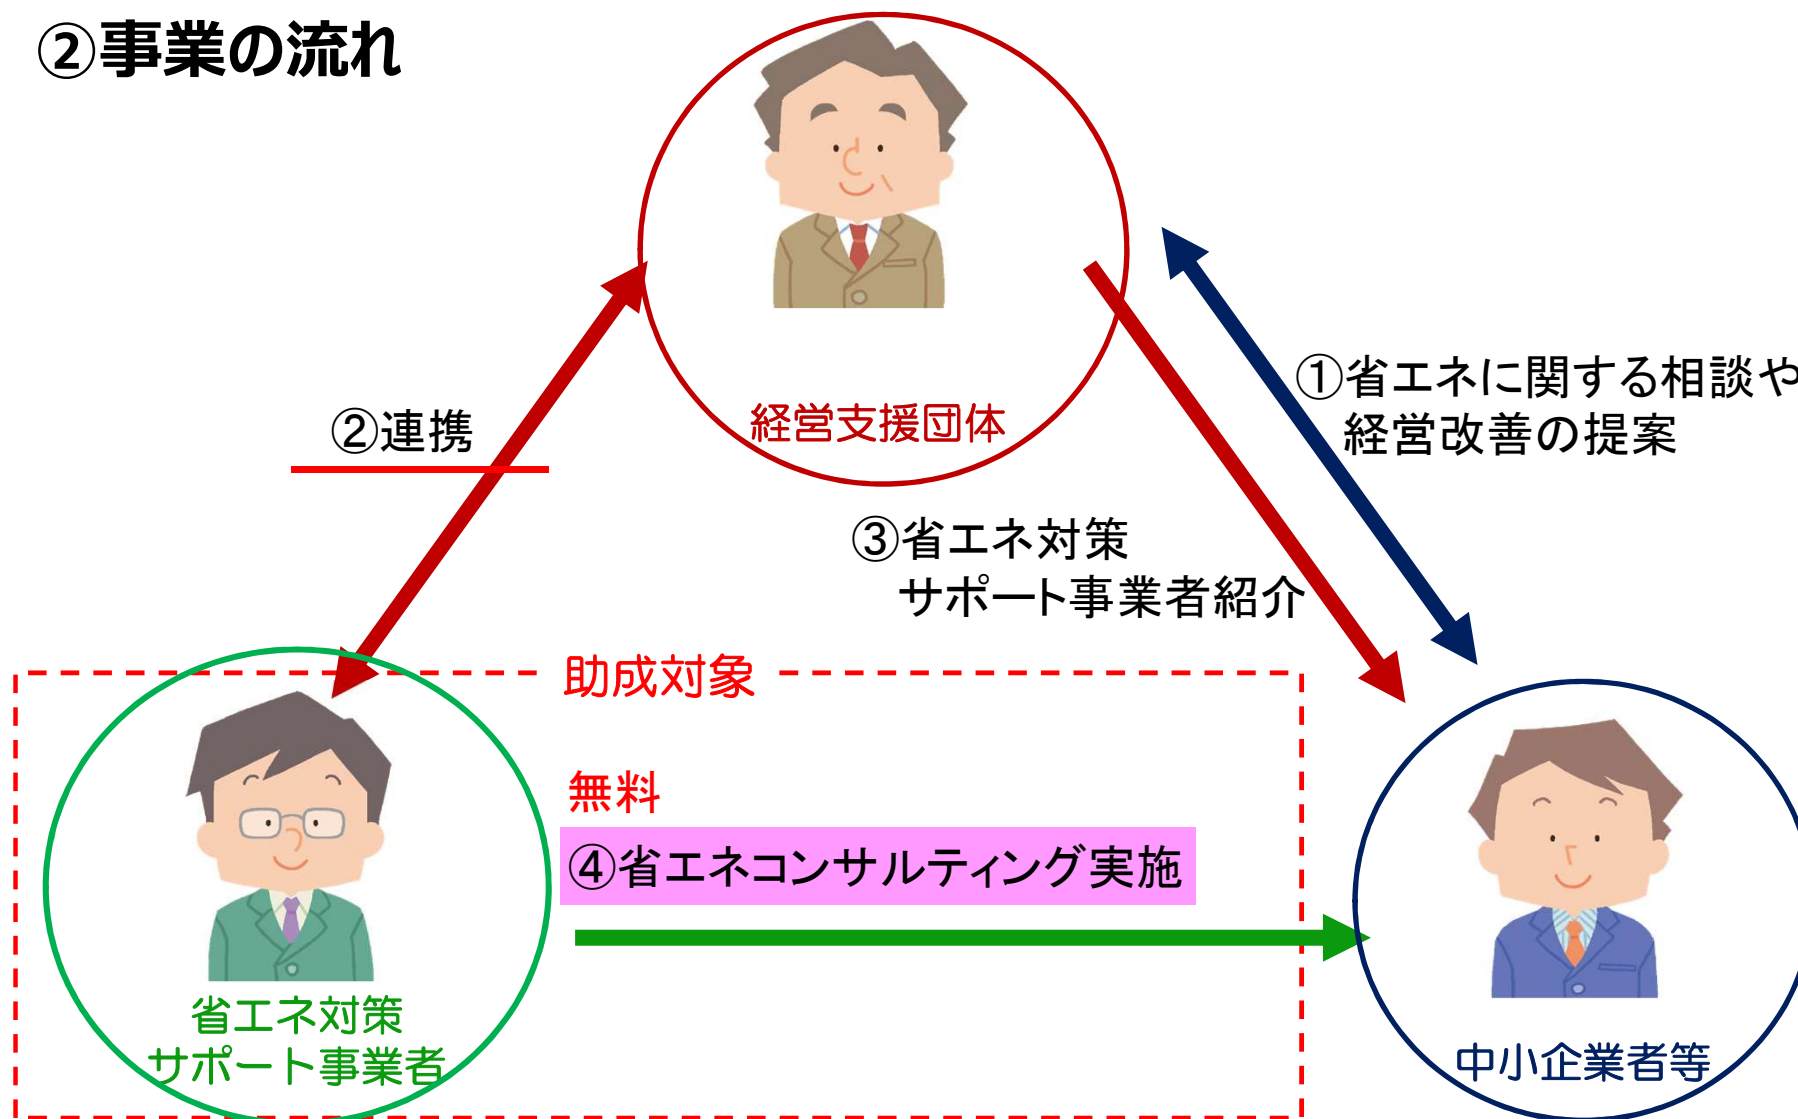 ②事業の流れ
経営支援団体
①省エネに関する相談や
経営改善の提案
②連携
③省エネ対策
サポート事業者紹介
助成対象
無料
④省エネコンサルティング実施
省エネ対策
サポート事業者
中小企業者等